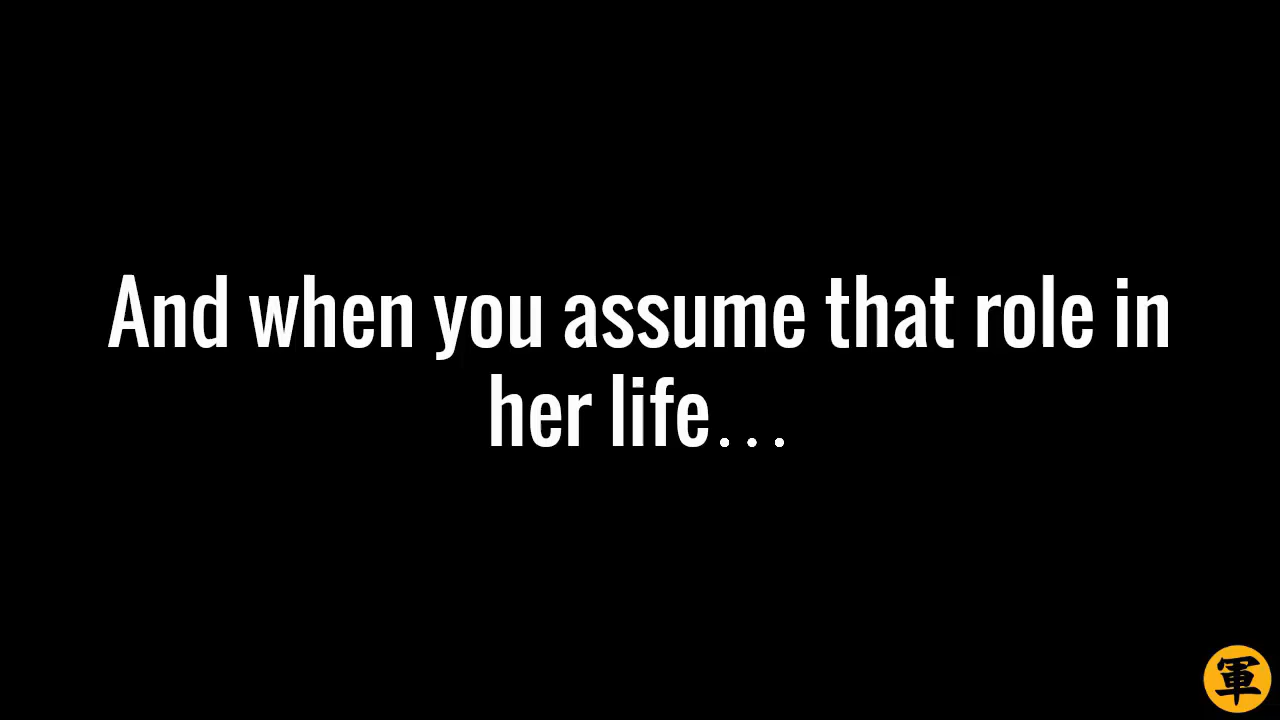 And when you assume that role in
her life…
軍